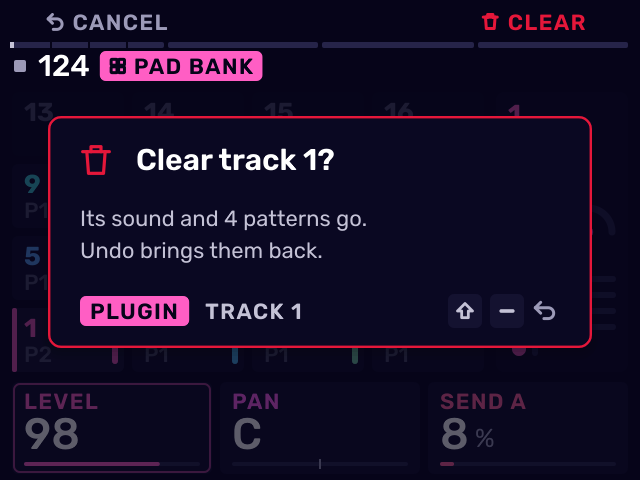 CANCEL CLEAR
124 PAD BANK
13 14 15 16 1
Clear track 1?
9
P1
Its sound and 4 patterns go.
5
Undo brings them back.
P1
PLUGIN TRACK 1
1
P2 P1 P1 P1
LEVEL PAN SEND A
98 C 8 %